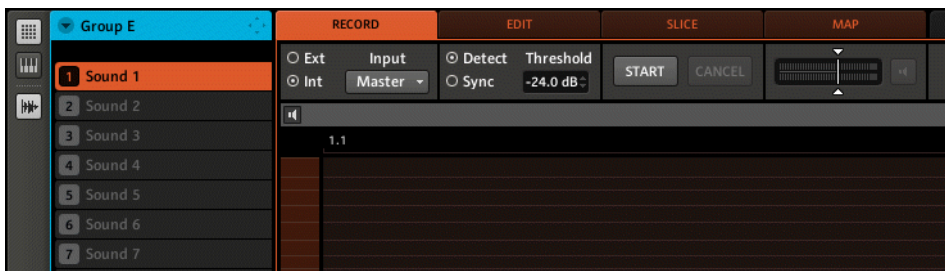 Group E
1 Sound 1
2 Sound 2
3 Sound 3
4 Sound 4
5 Sound 5
6 Sound 6
7 Sound 7
RECORD EDIT SLICE MAP
Ext Input Detect Threshold
Int Master Sync -24.0 dB
START CANCEL
1.1